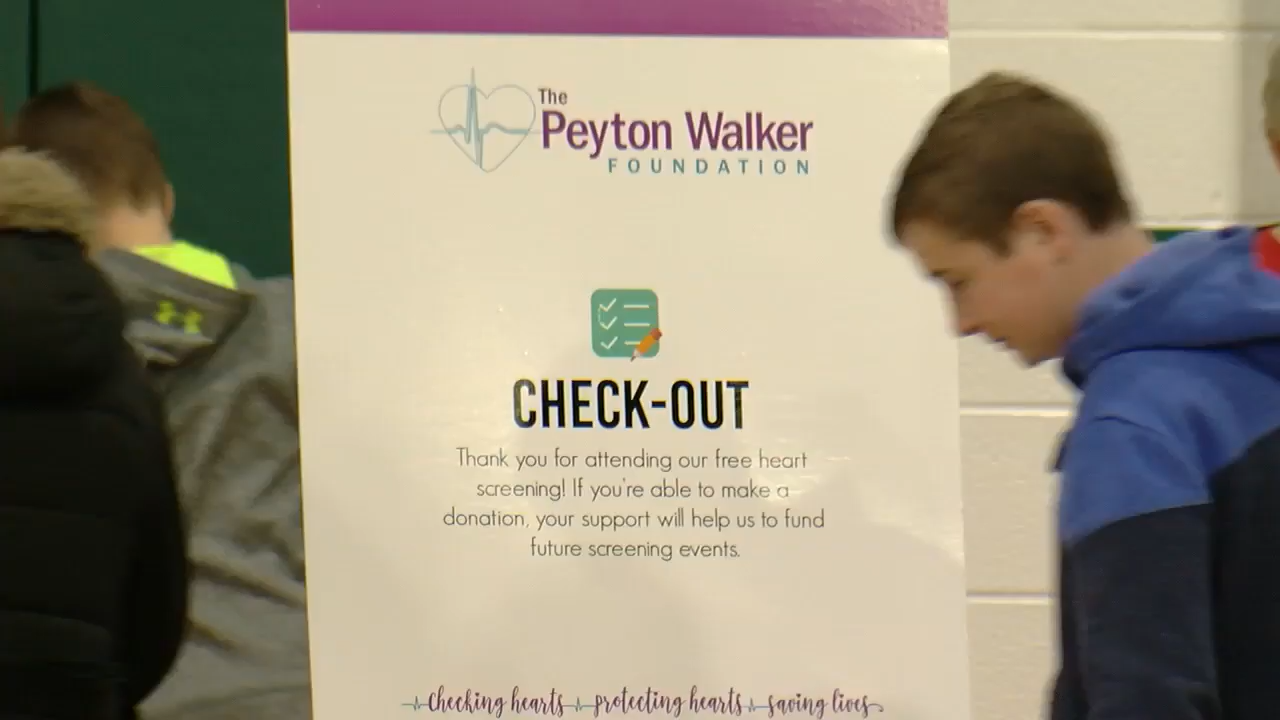 The
Peyton Walker
FOUNDATION
CHECK-OUT
Thank you for attending our free heart
screening! If you're able to make a
donation, your support will help us to fund
future screening events.
checking hearts protecting hearts saving lives